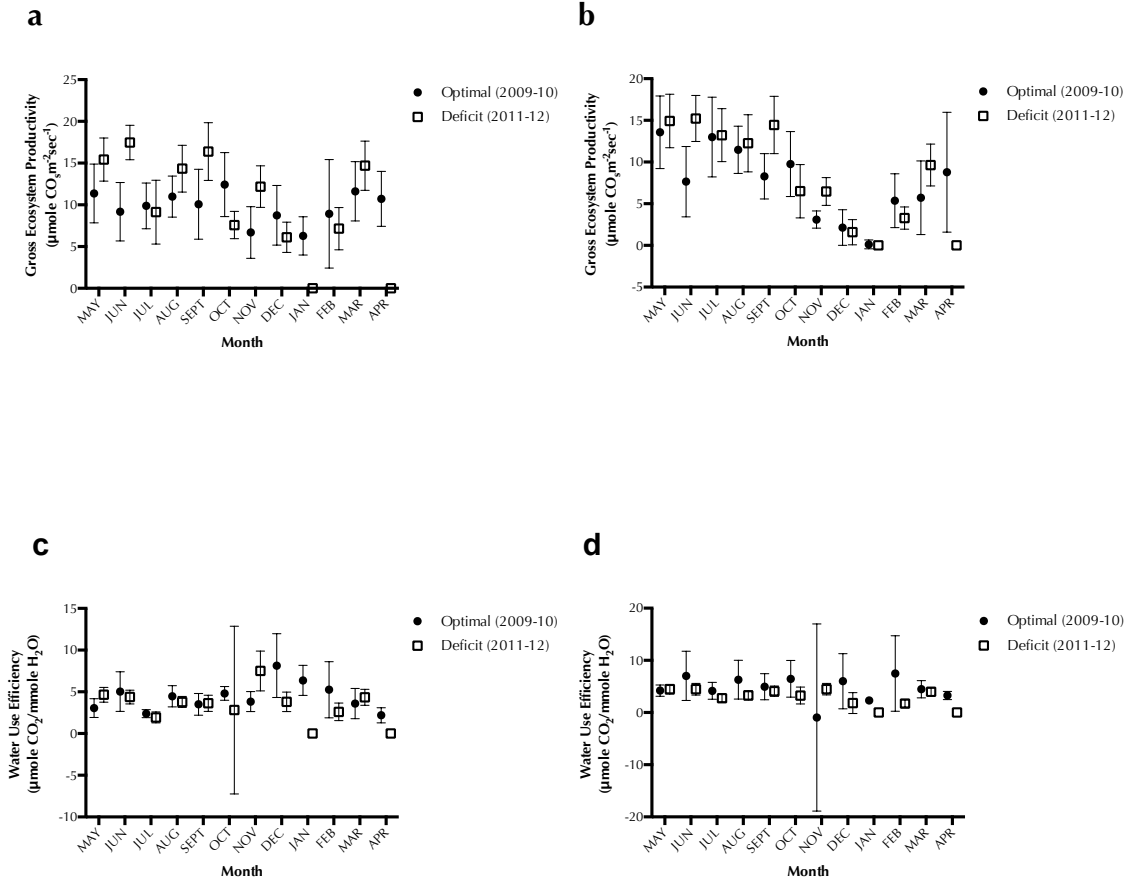 a
Gross Ecosystem Productivity
(µmole COₛm⁻²sec⁻¹)
25
20
15
10
5
0
MAY
JUN
JUL
AUG
SEPT
OCT
NOV
DEC
JAN
FEB
MAR
APR
Month
Optimal (2009-10)
Deficit (2011-12)
b
Gross Ecosystem Productivity
(µmole COₛm⁻²sec⁻¹)
20
15
10
5
0
-5
MAY
JUN
JUL
AUG
SEPT
OCT
NOV
DEC
JAN
FEB
MAR
APR
Month
Optimal (2009-10)
Deficit (2011-12)
c
Water Use Efficiency
(µmole CO₂/mmole H₂O)
15
10
5
0
-5
-10
MAY
JUN
JUL
AUG
SEPT
OCT
NOV
DEC
JAN
FEB
MAR
APR
Month
Optimal (2009-10)
Deficit (2011-12)
d
Water Use Efficiency
(µmole CO₂/mmole H₂O)
20
10
0
-10
-20
MAY
JUN
JUL
AUG
SEPT
OCT
NOV
DEC
JAN
FEB
MAR
APR
Month
Optimal (2009-10)
Deficit (2011-12)